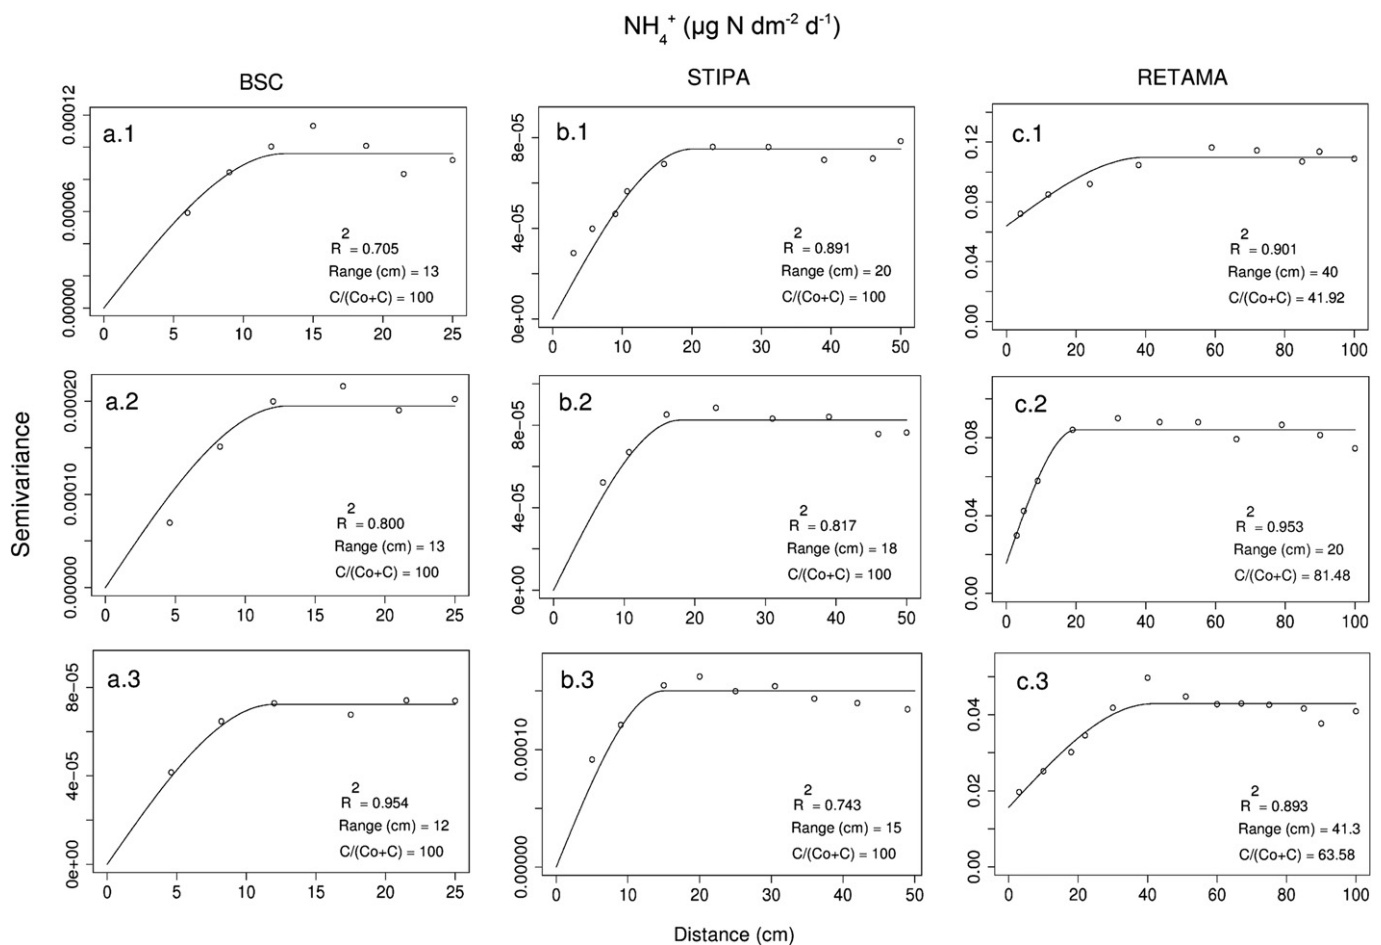 NH₄⁺ (µg N dm⁻² d⁻¹)
BSC
STIPA
RETAMA
Semivariance
a.1
0.00012
0.00006
0.00000
R² = 0.705
Range (cm) = 13
C/(Co+C) = 100
0 5 10 15 20 25
b.1
8e-05
4e-05
0e+00
R² = 0.891
Range (cm) = 20
C/(Co+C) = 100
0 10 20 30 40 50
c.1
0.12
0.08
0.04
0.00
R² = 0.901
Range (cm) = 40
C/(Co+C) = 41.92
0 20 40 60 80 100
a.2
0.00020
0.00010
0.00000
R² = 0.800
Range (cm) = 13
C/(Co+C) = 100
0 5 10 15 20 25
b.2
8e-05
4e-05
0e+00
R² = 0.817
Range (cm) = 18
C/(Co+C) = 100
0 10 20 30 40 50
c.2
0.08
0.04
0.00
R² = 0.953
Range (cm) = 20
C/(Co+C) = 81.48
0 20 40 60 80 100
a.3
8e-05
4e-05
0e+00
R² = 0.954
Range (cm) = 12
C/(Co+C) = 100
0 5 10 15 20 25
b.3
0.00010
0.00000
R² = 0.743
Range (cm) = 15
C/(Co+C) = 100
0 10 20 30 40 50
c.3
0.04
0.02
0.00
R² = 0.893
Range (cm) = 41.3
C/(Co+C) = 63.58
0 20 40 60 80 100
Distance (cm)